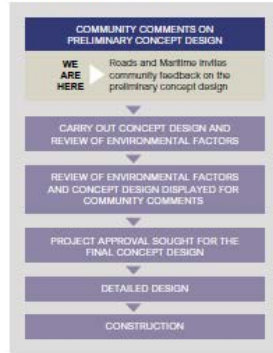 COMMUNITY COMMENTS ON
PRELIMINARY CONCEPT DESIGN
WE
ARE
HERE
Roads and Maritime invites
community feedback on the
preliminary concept design
CARRY OUT CONCEPT DESIGN AND
REVIEW OF ENVIRONMENTAL FACTORS
REVIEW OF ENVIRONMENTAL FACTORS
AND CONCEPT DESIGN DISPLAYED FOR
COMMUNITY COMMENTS
PROJECT APPROVAL SOUGHT FOR THE
FINAL CONCEPT DESIGN
DETAILED DESIGN
CONSTRUCTION